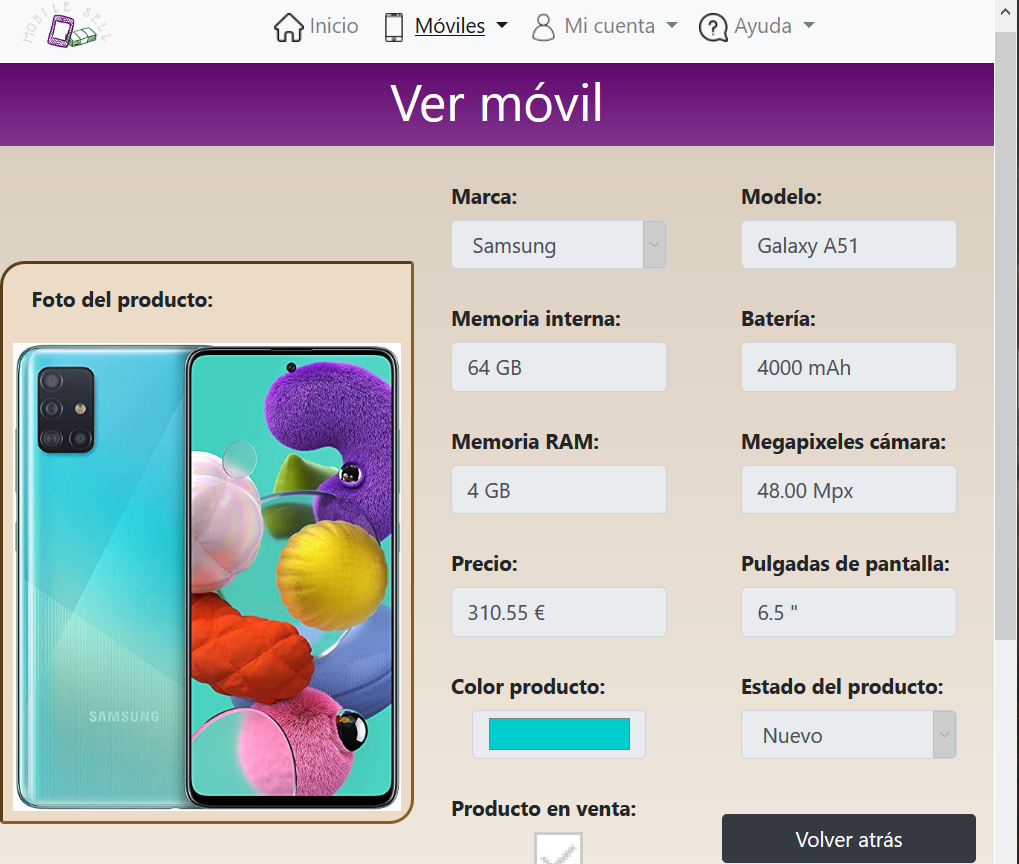 MOBILE SELL
Inicio
Móviles
Mi cuenta
Ayuda
Ver móvil
Foto del producto:
SAMSUNG
Marca:
Modelo:
Samsung
Galaxy A51
Memoria interna:
Batería:
64 GB
4000 mAh
Memoria RAM:
Megapixeles cámara:
4 GB
48.00 Mpx
Precio:
Pulgadas de pantalla:
310.55 €
6.5 "
Color producto:
Estado del producto:
Nuevo
Producto en venta:
Volver atrás